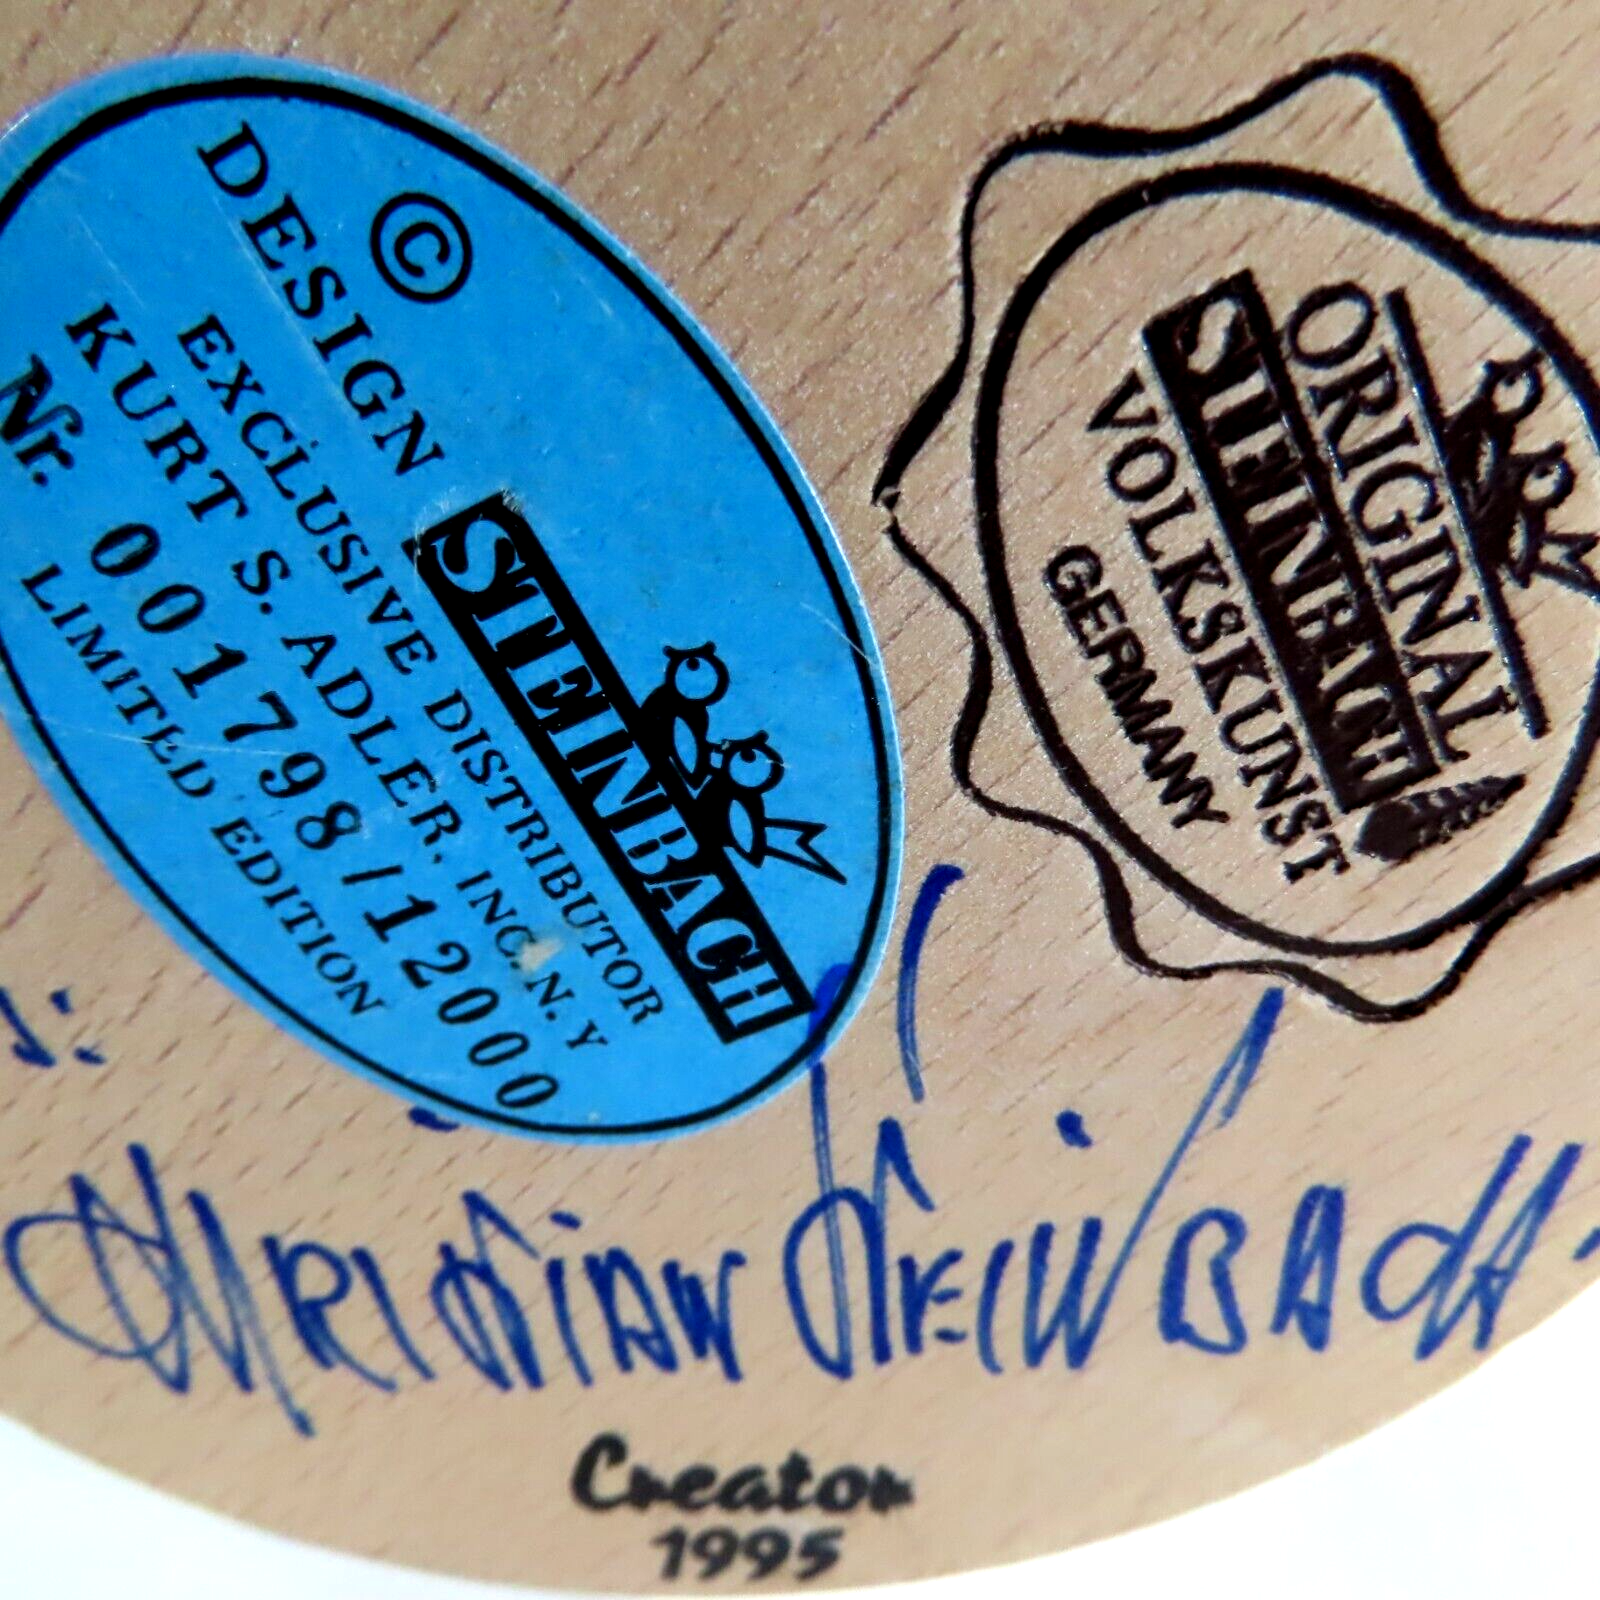 ©
DESIGN STEINBACH
EXCLUSIVE DISTRIBUTOR
KURT S. ADLER, INC. N.Y
Nr. 001798/12000
LIMITED EDITION
ORIGINAL
STEINBACH
VOLKSKUNST
GERMANY
CHRISTIAN STEINBACH.
Creator
1995